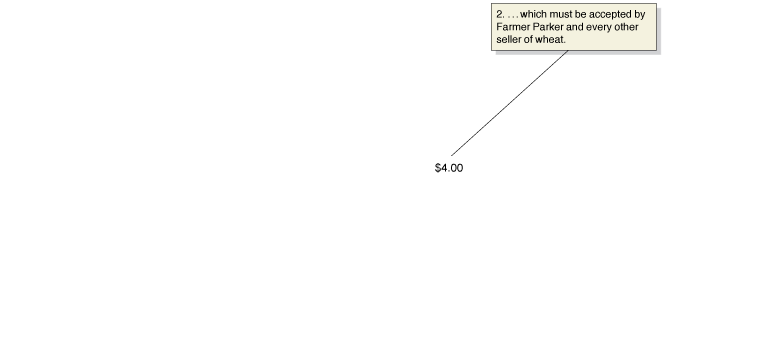 2. . . . which must be accepted by
Farmer Parker and every other
seller of wheat.
$4.00